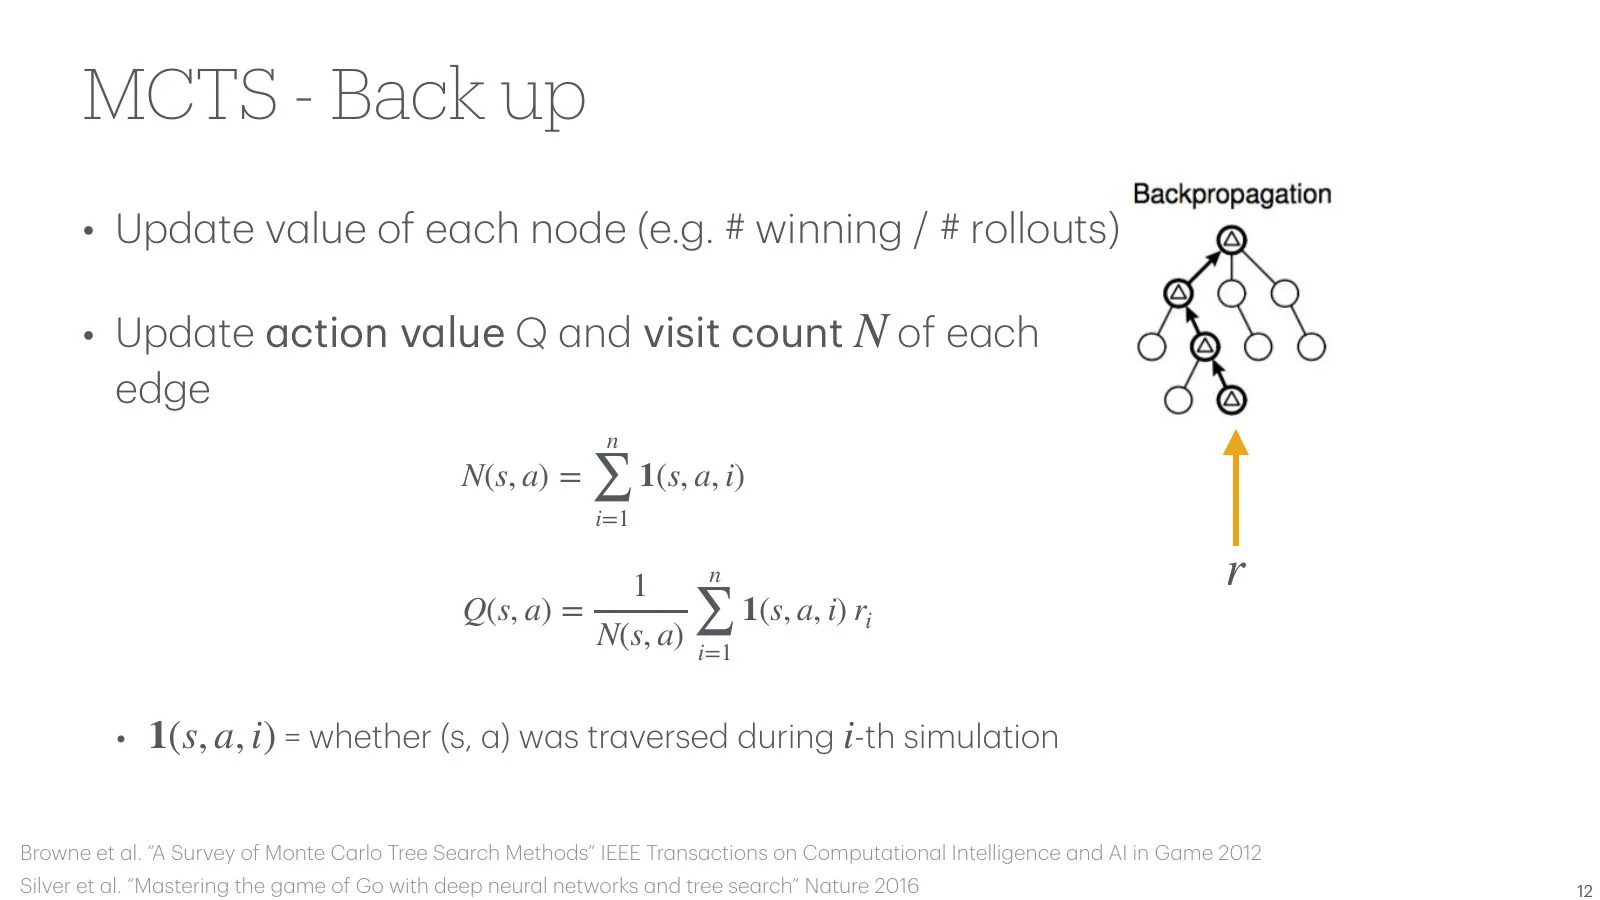 MCTS - Back up
• Update value of each node (e.g. # winning / # rollouts)
Backpropagation
• Update action value Q and visit count N of each
edge
N(s, a) = ∑_{i=1}^{n} 1(s, a, i)
Q(s, a) = \frac{1}{N(s, a)} ∑_{i=1}^{n} 1(s, a, i) r_i
r
• 1(s, a, i) = whether (s, a) was traversed during i-th simulation
Browne et al. “A Survey of Monte Carlo Tree Search Methods” IEEE Transactions on Computational Intelligence and AI in Game 2012
Silver et al. “Mastering the game of Go with deep neural networks and tree search” Nature 2016
12